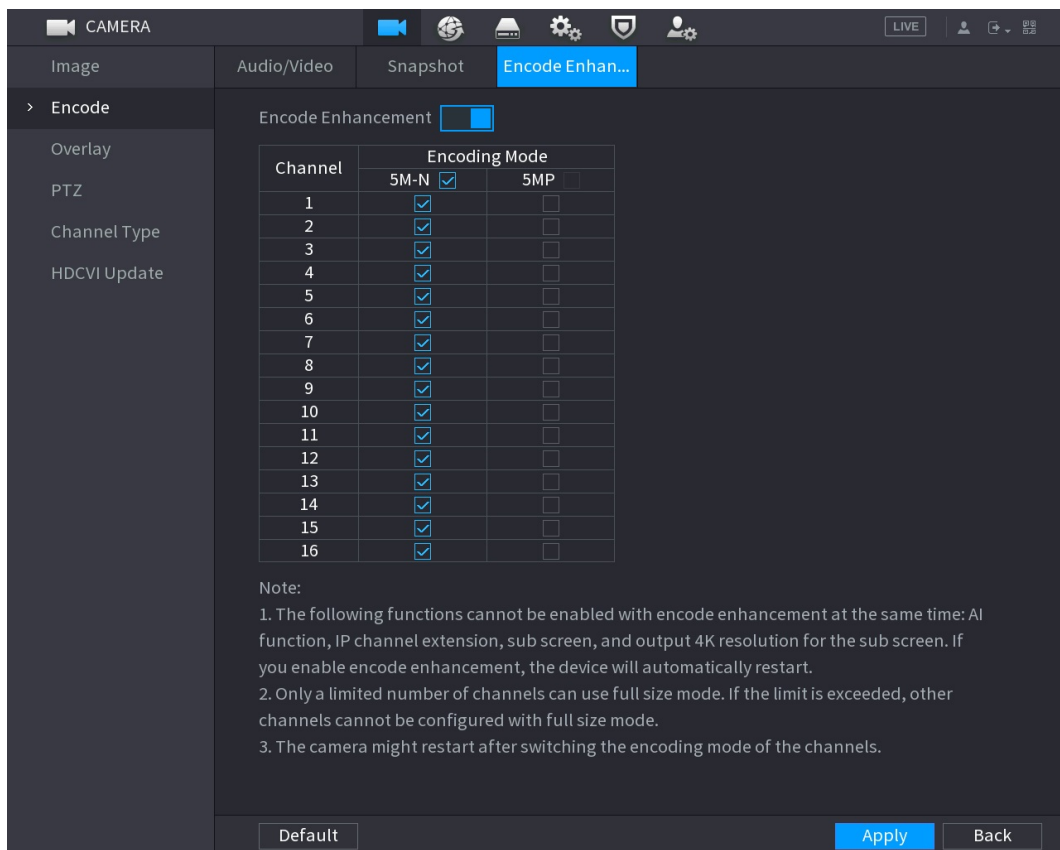 CAMERA
LIVE
Image
Audio/Video Snapshot Encode Enhan...
Encode
Encode Enhancement
Overlay
Channel Encoding Mode
5M-N 5MP
PTZ
1
2
Channel Type
3
4
HDCVI Update
5
6
7
8
9
10
11
12
13
14
15
16
Note:
1. The following functions cannot be enabled with encode enhancement at the same time: AI
function, IP channel extension, sub screen, and output 4K resolution for the sub screen. If
you enable encode enhancement, the device will automatically restart.
2. Only a limited number of channels can use full size mode. If the limit is exceeded, other
channels cannot be configured with full size mode.
3. The camera might restart after switching the encoding mode of the channels.
Default Apply Back